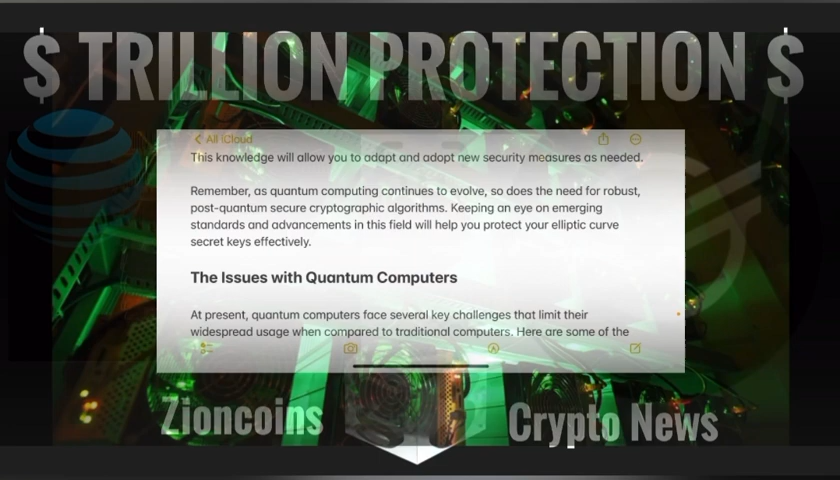 $ TRILLION PROTECTION $
All iCloud
This knowledge will allow you to adapt and adopt new security measures as needed.
Remember, as quantum computing continues to evolve, so does the need for robust,
post-quantum secure cryptographic algorithms. Keeping an eye on emerging
standards and advancements in this field will help you protect your elliptic curve
secret keys effectively.
The Issues with Quantum Computers
At present, quantum computers face several key challenges that limit their
widespread usage when compared to traditional computers. Here are some of the
Zioncoins
Crypto News